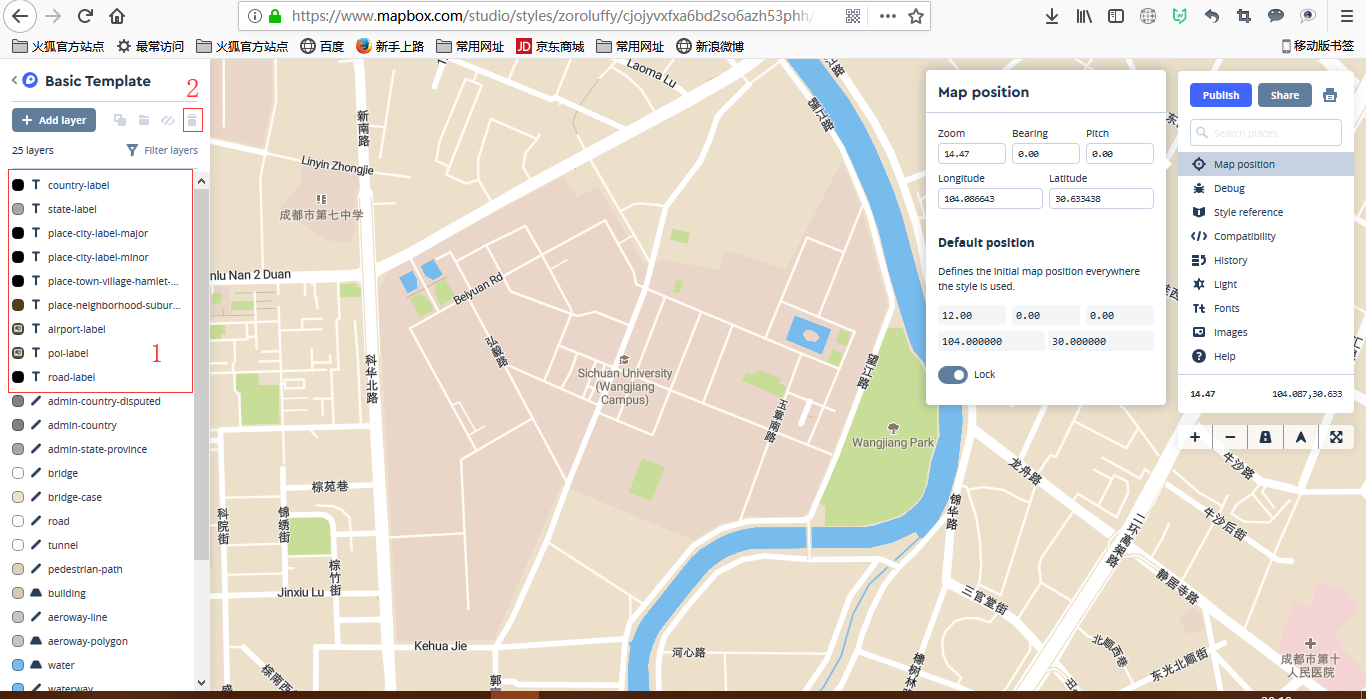 https://www.mapbox.com/studio/styles/zoroluffy/cjojyvxfxa6bd2so6azh53phh/
火狐官方站点 最常访问 火狐官方站点 百度 新手上路 常用网址 JD 京东商城 常用网址 新浪微博 移动版书签
Basic Template
2
Add layer
25 layers Filter layers
country-label
state-label
place-city-label-major
place-city-label-minor
place-town-village-hamlet-...
place-neighborhood-subur...
airport-label
poi-label
1
road-label
admin-country-disputed
admin-country
admin-state-province
bridge
bridge-case
road
tunnel
pedestrian-path
building
aeroway-line
aeroway-polygon
water
waterway
Laoma Lu
新南路
Linyin Zhongjie
成都市第七中学
nlu Nan 2 Duan
Beiyuan Rd
弘毅路
科华北路
Sichuan University
(Wangjiang
Campus)
望江路
王章南路
Wangjiang Park
棕苑巷
科院街
锦绣街
棕竹街
Jinxiu Lu
Kehua Jie
棕南西
郭
河心路
橡树林
锦华路
龙舟路
三官堂街
二环高架路
静居寺路
牛沙路
牛沙后街
北顺西巷
东光北顺街
成都市第十
人民医院
Map position
Zoom Bearing Pitch
14.47 0.00 0.00
Longitude Latitude
104.086643 30.633438
Default position
Defines the initial map position everywhere
the style is used.
12.00 0.00 0.00
104.000000 30.000000
Lock
Publish Share
Search places
Map position
Debug
Style reference
Compatibility
History
Light
Fonts
Images
Help
14.47 104.087,30.633